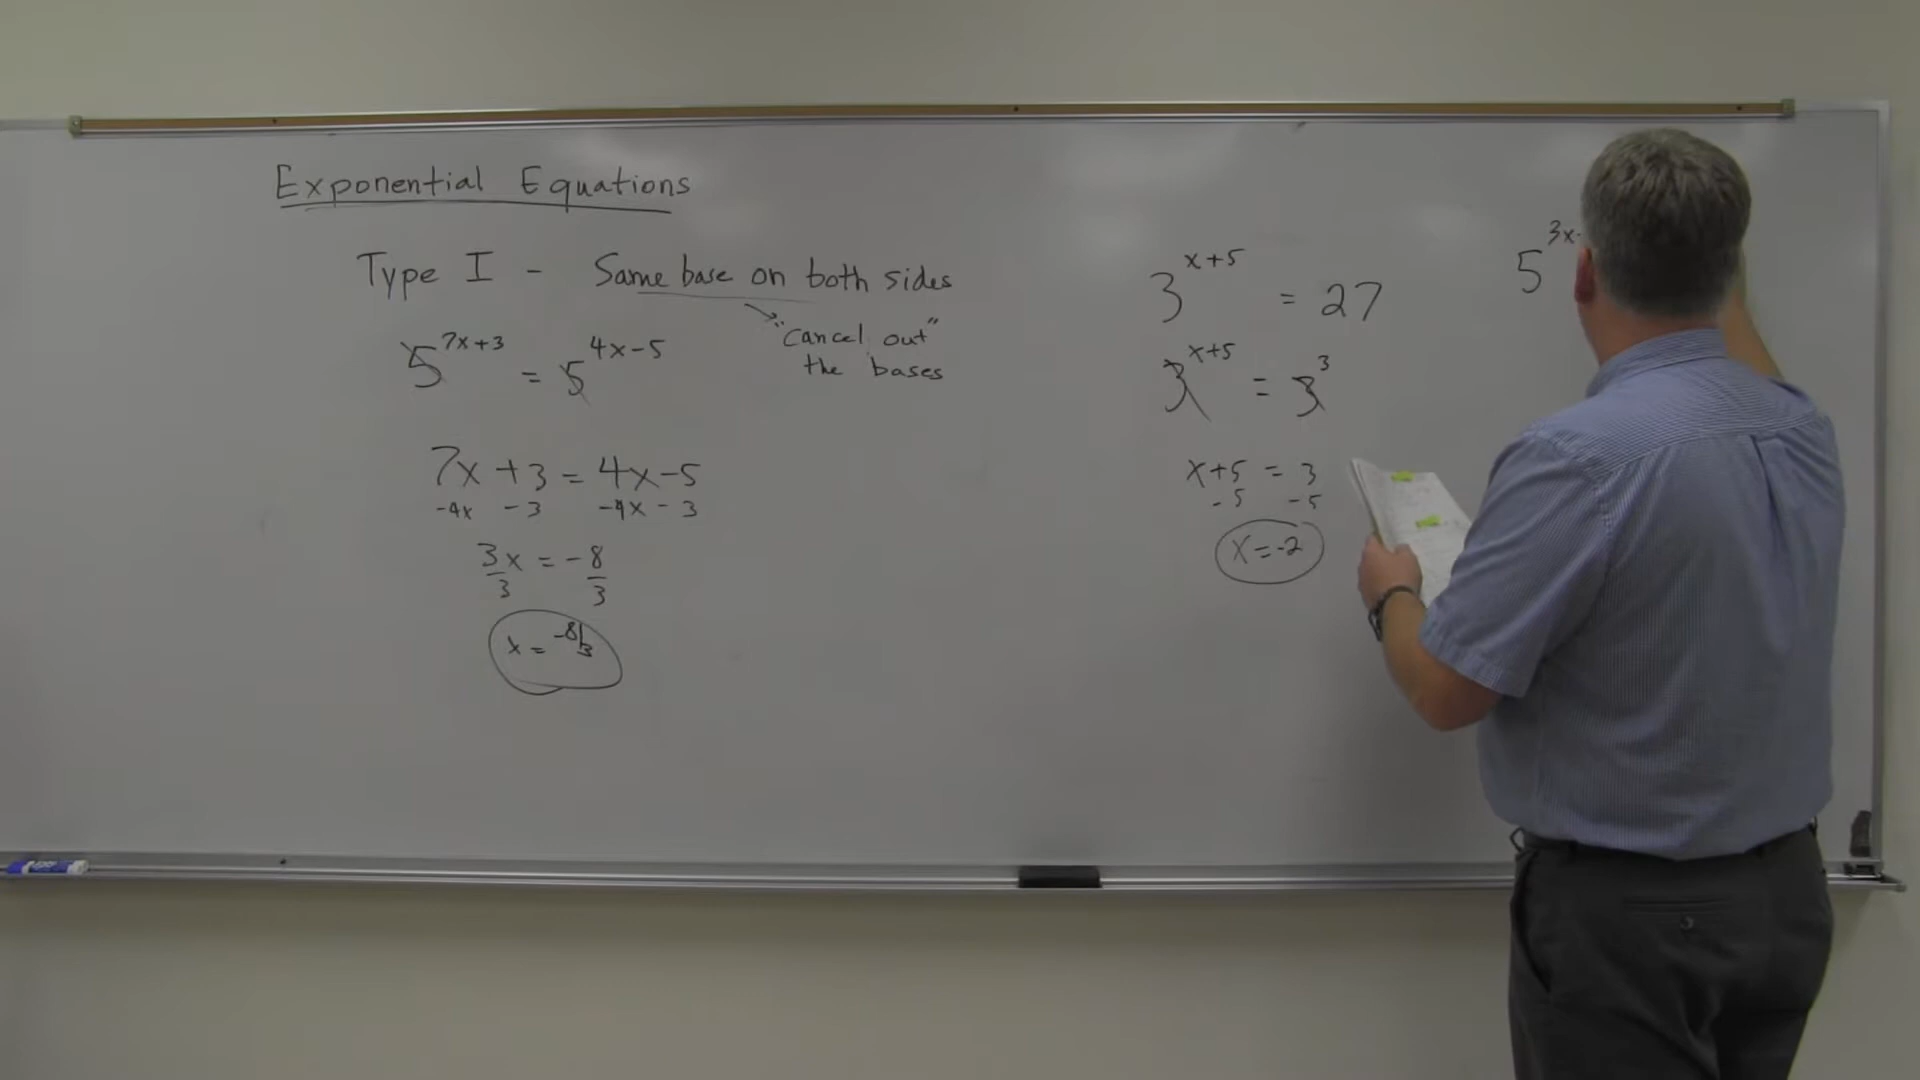 Exponential Equations
Type I - Same base on both sides
"Cancel out"
the bases
5^{7x+3} = 5^{4x-5}
7x + 3 = 4x - 5
-4x - 3 -4x - 3
3x = -8
3 3
x = -8/3
3^{x+5} = 27
3^{x+5} = 3^3
x+5 = 3
-5 -5
x = -2
5^{3x-